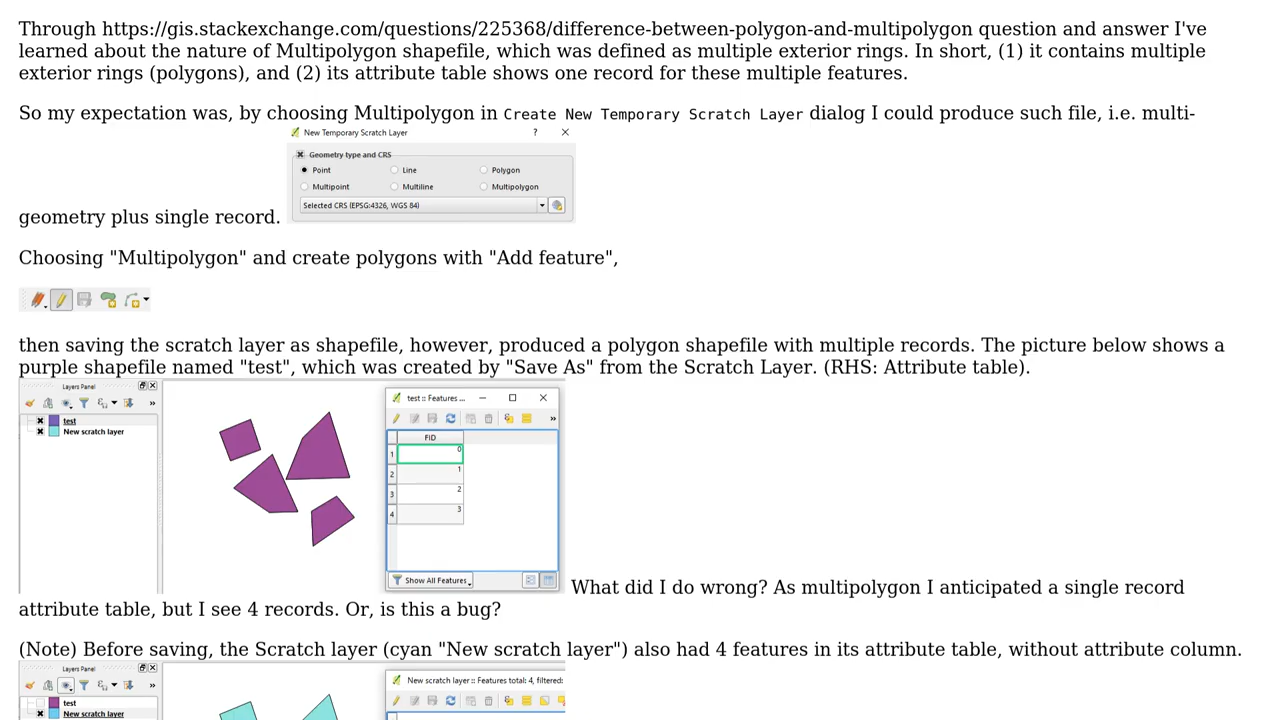 Through https://gis.stackexchange.com/questions/225368/difference-between-polygon-and-multipolygon question and answer I've
learned about the nature of Multipolygon shapefile, which was defined as multiple exterior rings. In short, (1) it contains multiple
exterior rings (polygons), and (2) its attribute table shows one record for these multiple features.
So my expectation was, by choosing Multipolygon in Create New Temporary Scratch Layer dialog I could produce such file, i.e. multi-
geometry plus single record.
New Temporary Scratch Layer ?
Geometry type and CRS
Point Line Polygon
Multipoint Multiline Multipolygon
Selected CRS (EPSG:4326, WGS 84)
Choosing "Multipolygon" and create polygons with "Add feature",
then saving the scratch layer as shapefile, however, produced a polygon shapefile with multiple records. The picture below shows a
purple shapefile named "test", which was created by "Save As" from the Scratch Layer. (RHS: Attribute table).
Layers Panel
test
New scratch layer
test :: Features ...
»
»
FID
1 0
2 1
3 2
4 3
Show All Features
What did I do wrong? As multipolygon I anticipated a single record
attribute table, but I see 4 records. Or, is this a bug?
(Note) Before saving, the Scratch layer (cyan "New scratch layer") also had 4 features in its attribute table, without attribute column.
Layers Panel
»
test
New scratch layer
New scratch layer :: Features total: 4, filtered: